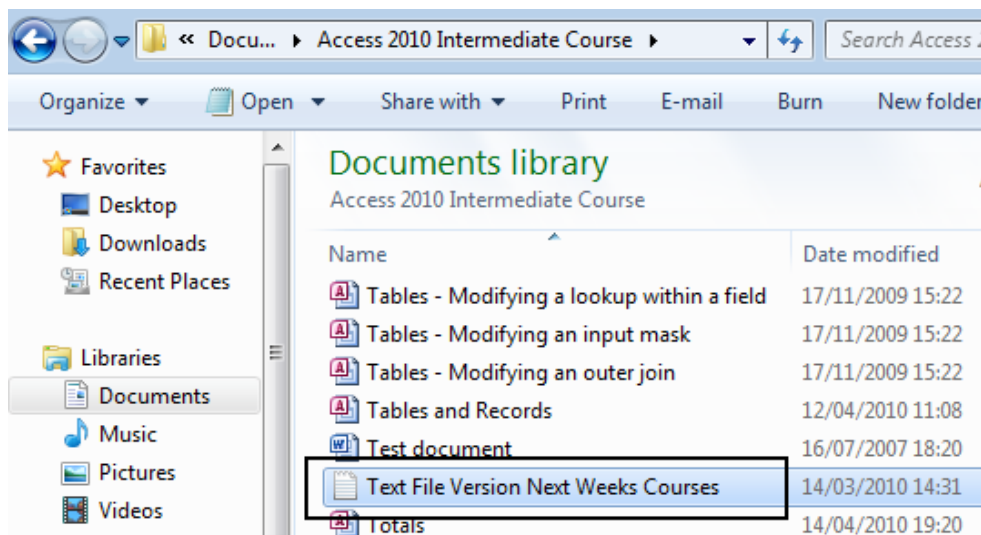 « Docu... Access 2010 Intermediate Course Search Access
Organize Open Share with Print E-mail Burn New folder
Favorites
Desktop
Downloads
Recent Places
Libraries
Documents
Music
Pictures
Videos
Documents library
Access 2010 Intermediate Course
Name Date modified
Tables - Modifying a lookup within a field 17/11/2009 15:22
Tables - Modifying an input mask 17/11/2009 15:22
Tables - Modifying an outer join 17/11/2009 15:22
Tables and Records 12/04/2010 11:08
Test document 16/07/2007 18:20
Text File Version Next Weeks Courses 14/03/2010 14:31
Totals 14/04/2010 19:20